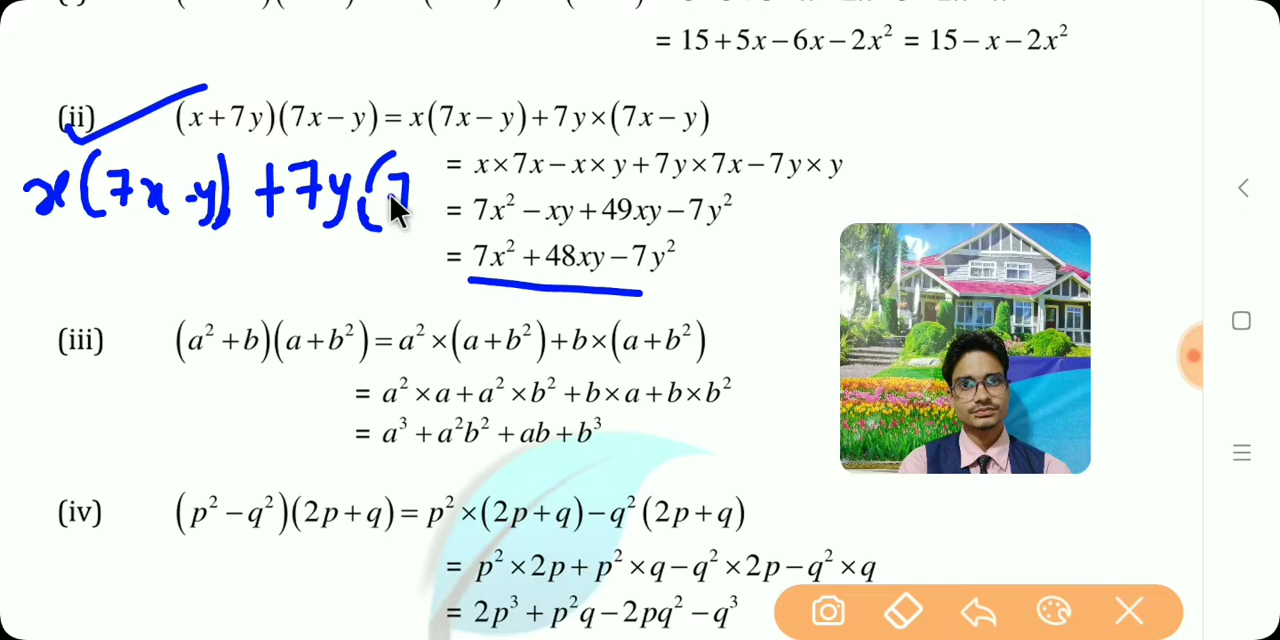 = 15 + 5x − 6x − 2x² = 15 − x − 2x²
(ii) (x + 7y)(7x − y) = x(7x − y) + 7y × (7x − y)
= x × 7x − x × y + 7y × 7x − 7y × y
x(7x -y) + 7y(7
= 7x² − xy + 49xy − 7y²
= 7x² + 48xy − 7y²
(iii) (a² + b)(a + b²) = a² × (a + b²) + b × (a + b²)
= a² × a + a² × b² + b × a + b × b²
= a³ + a²b² + ab + b³
(iv) (p² − q²)(2p + q) = p² × (2p + q) − q² (2p + q)
= p² × 2p + p² × q − q² × 2p − q² × q
= 2p³ + p²q − 2pq² − q³